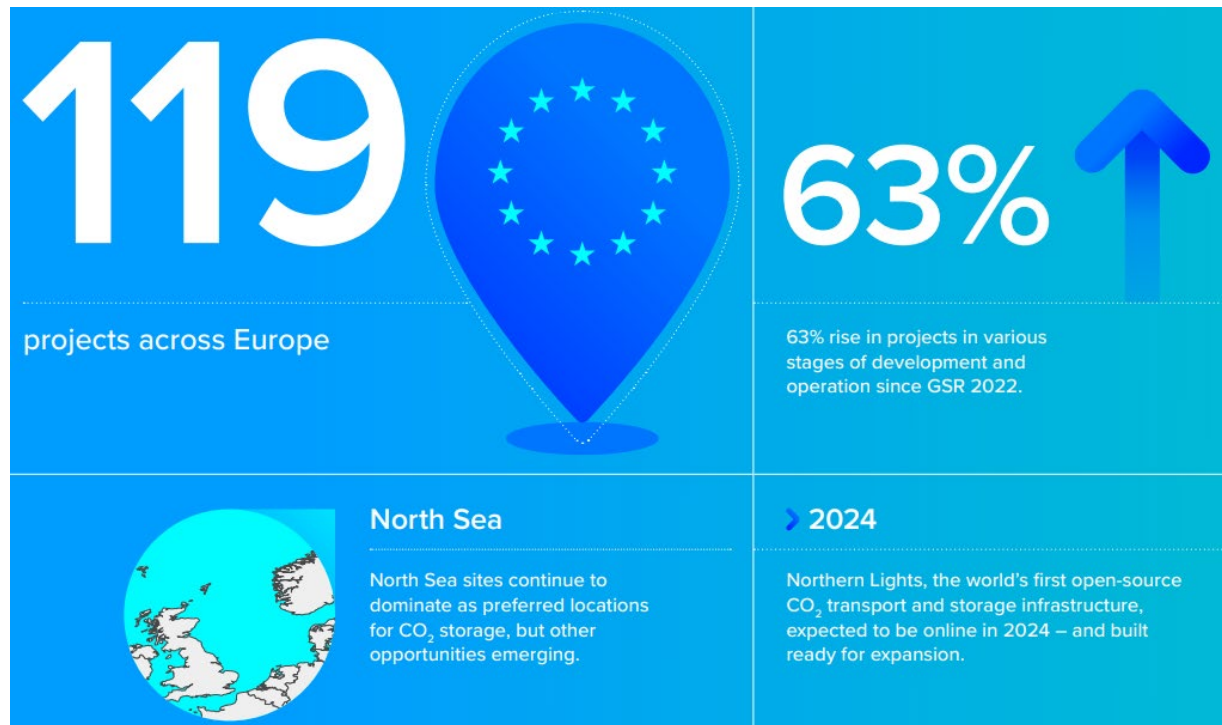 119
projects across Europe
63%
63% rise in projects in various
stages of development and
operation since GSR 2022.
North Sea
North Sea sites continue to
dominate as preferred locations
for CO₂ storage, but other
opportunities emerging.
2024
Northern Lights, the world’s first open-source
CO₂ transport and storage infrastructure,
expected to be online in 2024 – and built
ready for expansion.